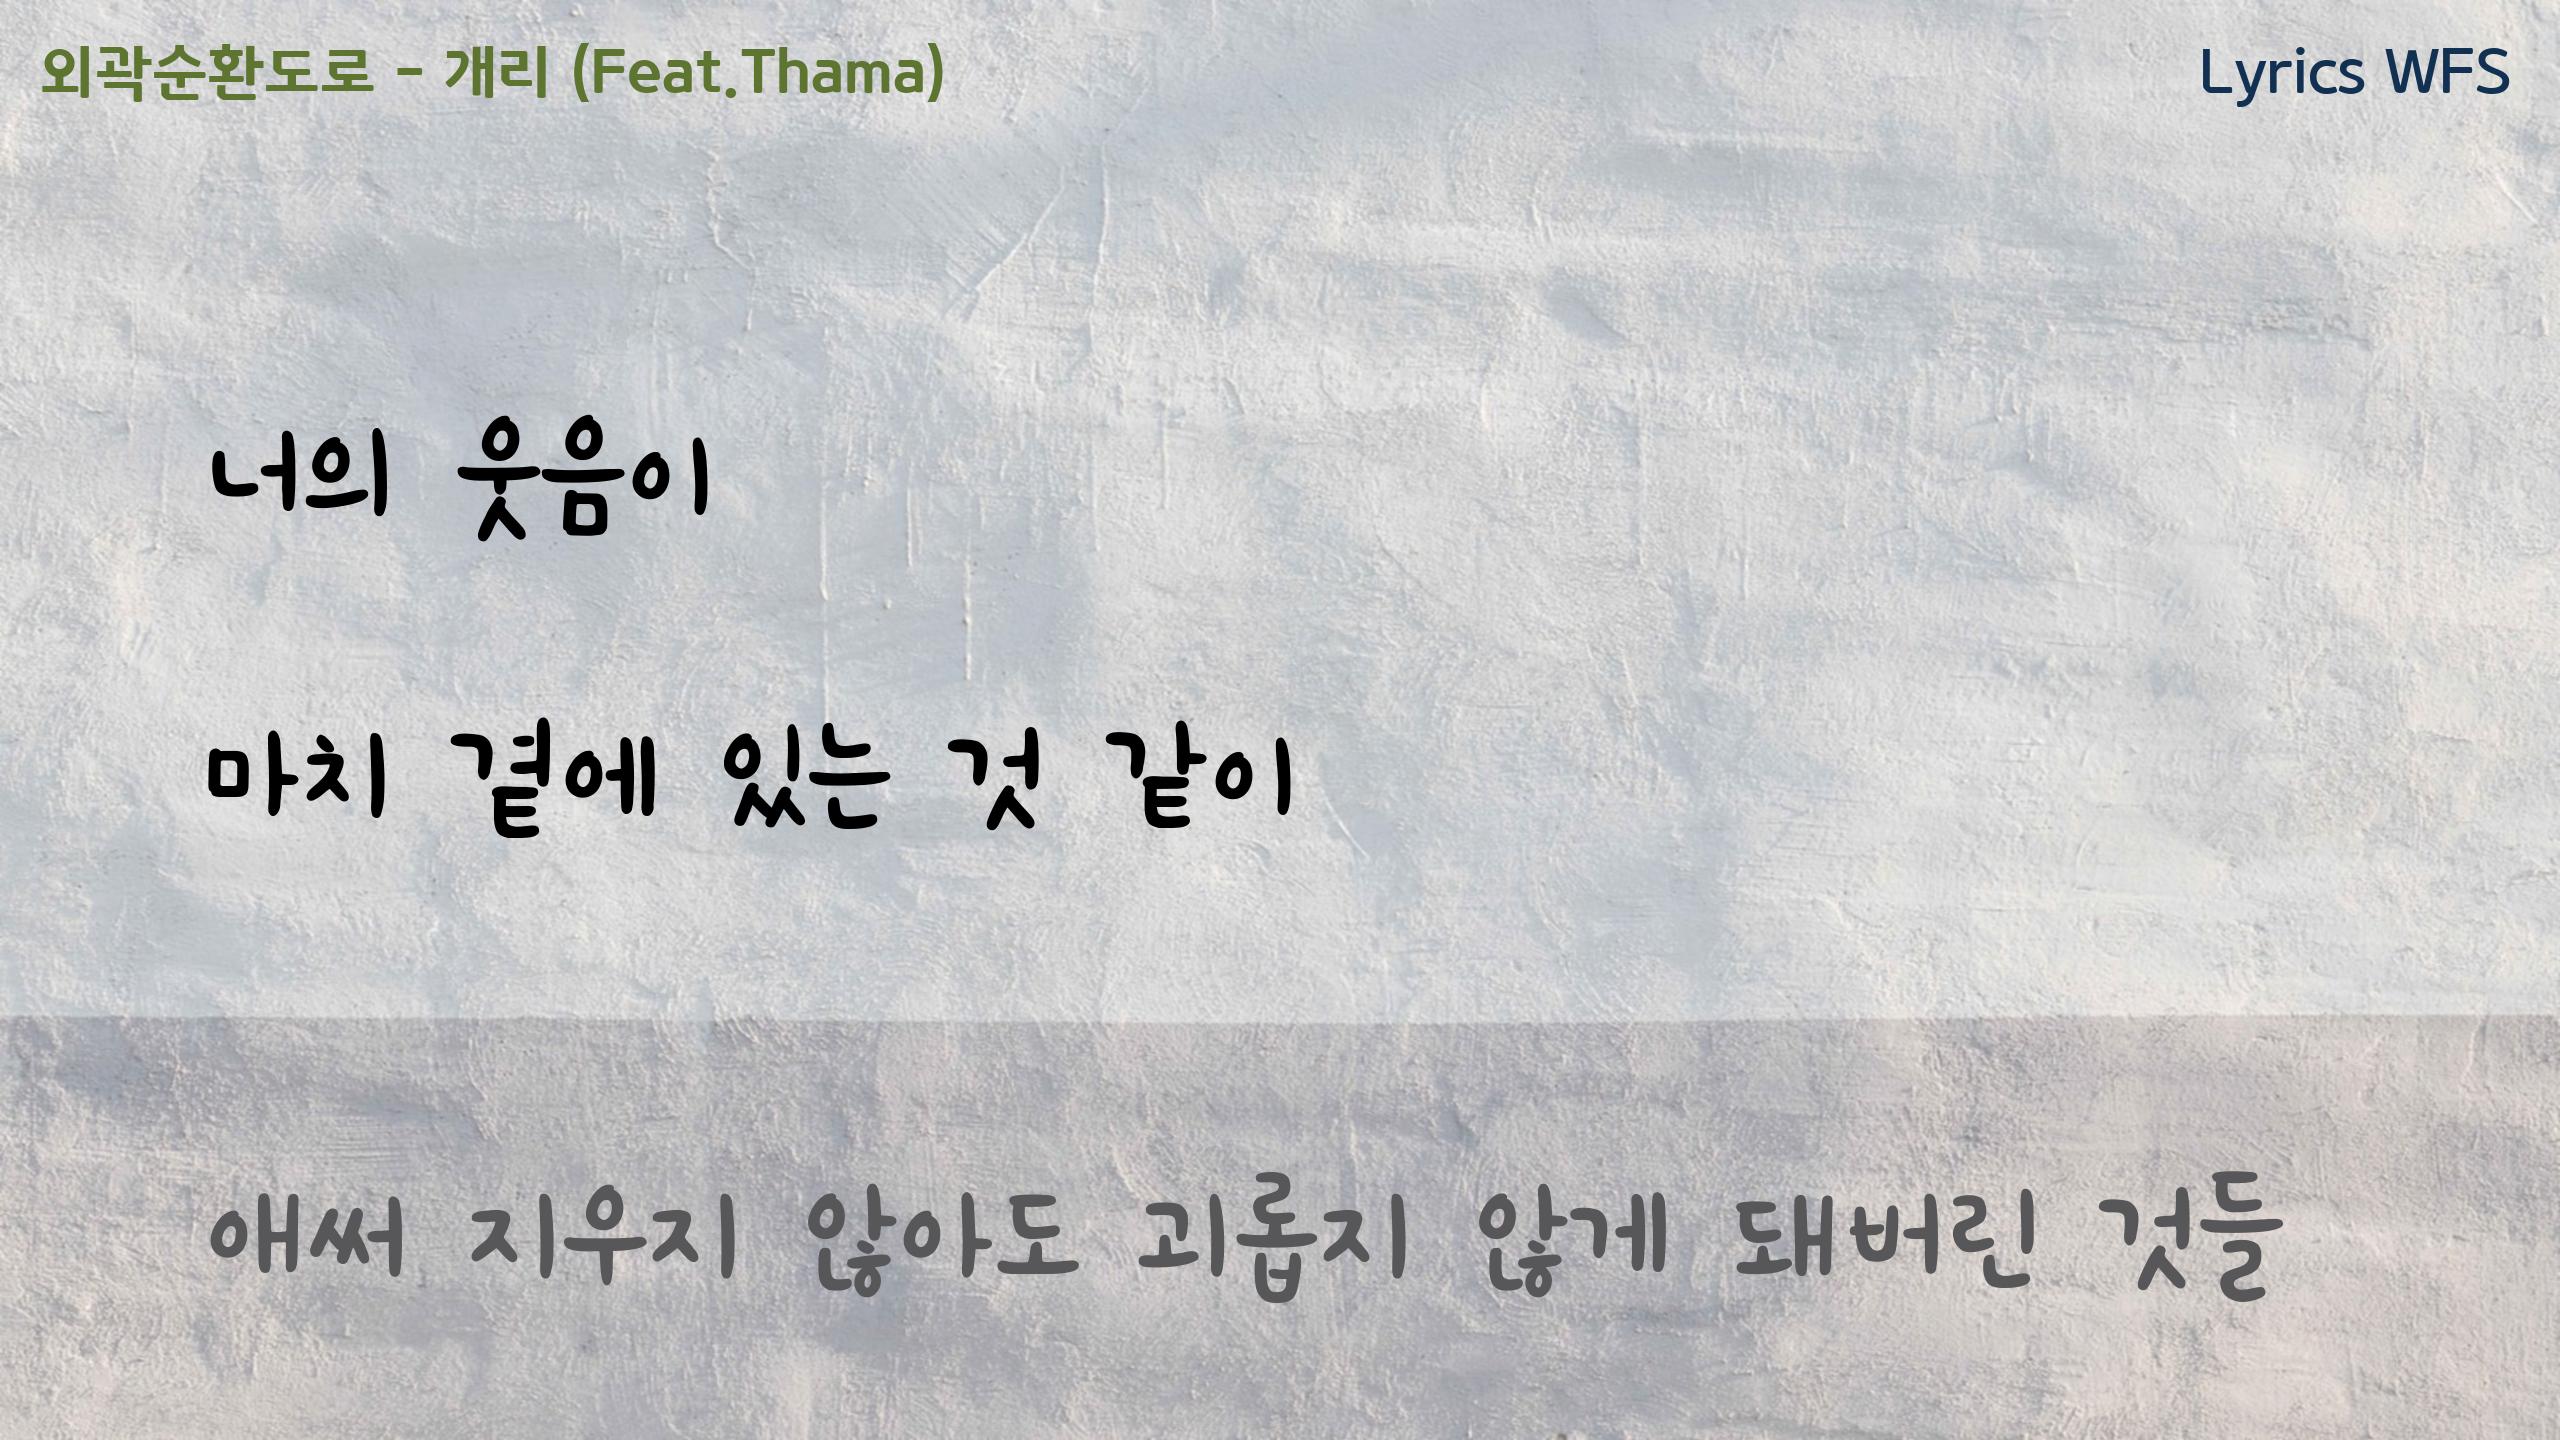 외곽순환도로 - 개리 (Feat.Thama)
Lyrics WFS
너의 웃음이
마치 곁에 있는 것 같이
애써 지우지 않아도 괴롭지 않게 돼버린 것들